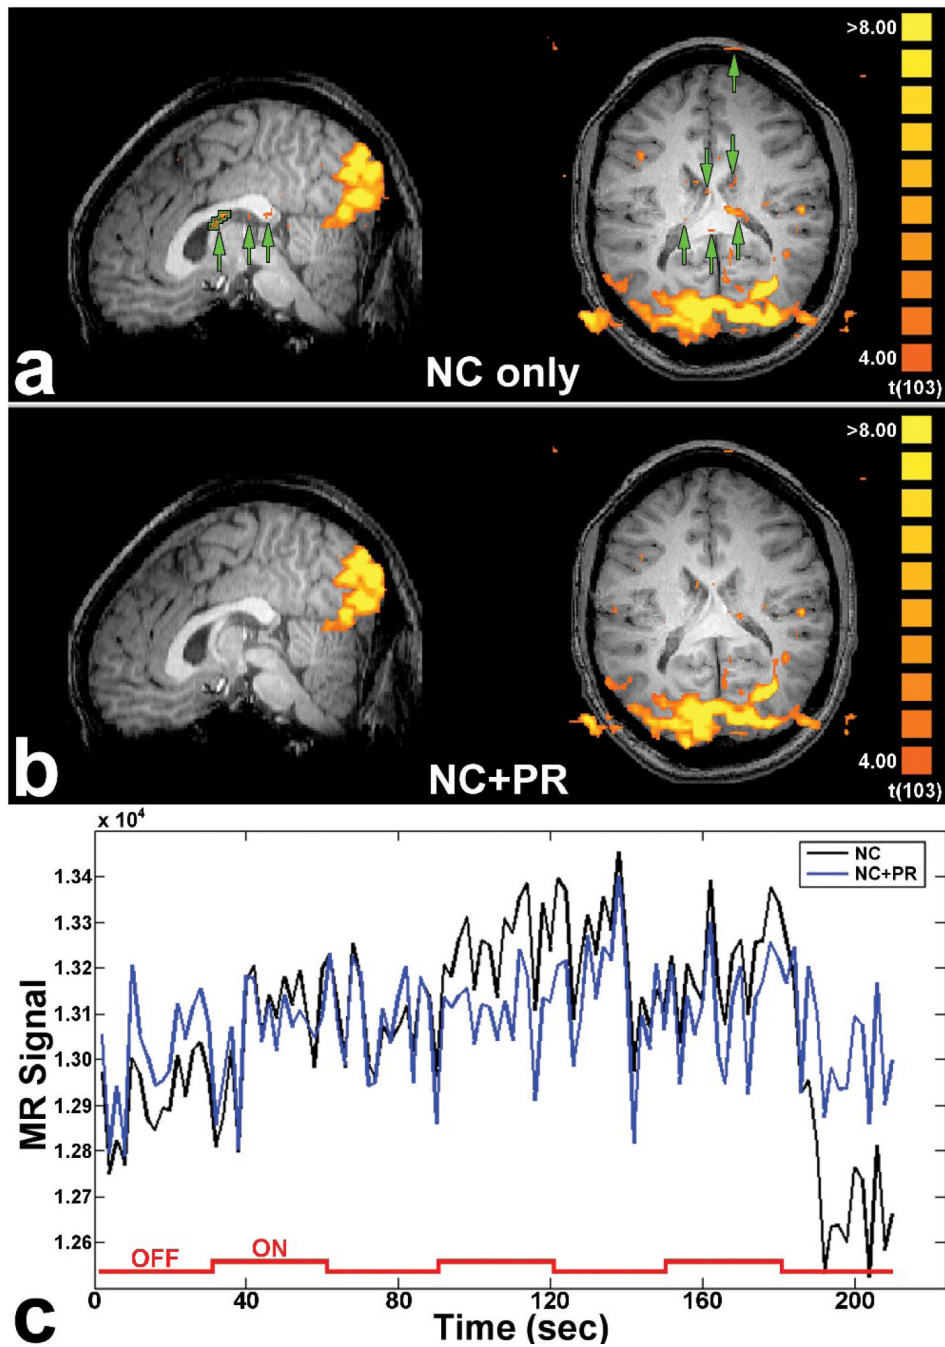 >8.00
4.00
t(103)
a
NC only
>8.00
4.00
t(103)
b
NC+PR
x 10⁴
NC
NC+PR
1.34
1.33
1.32
1.31
1.30
1.29
1.28
1.27
1.26
MR Signal
OFF
ON
0 40 80 120 160 200
Time (sec)
c